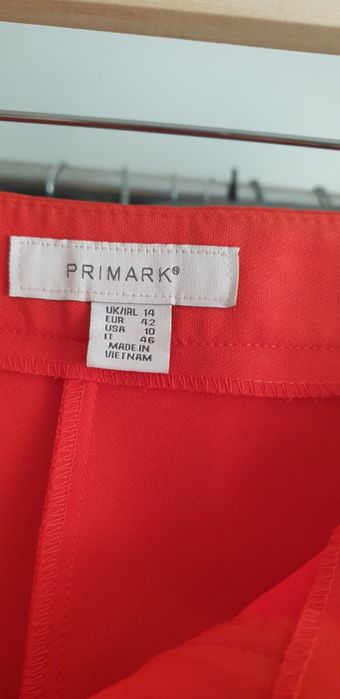 PRIMARK®
UK/IRL 14
EUR 42
USA 10
IT 46
MADE IN
VIETNAM